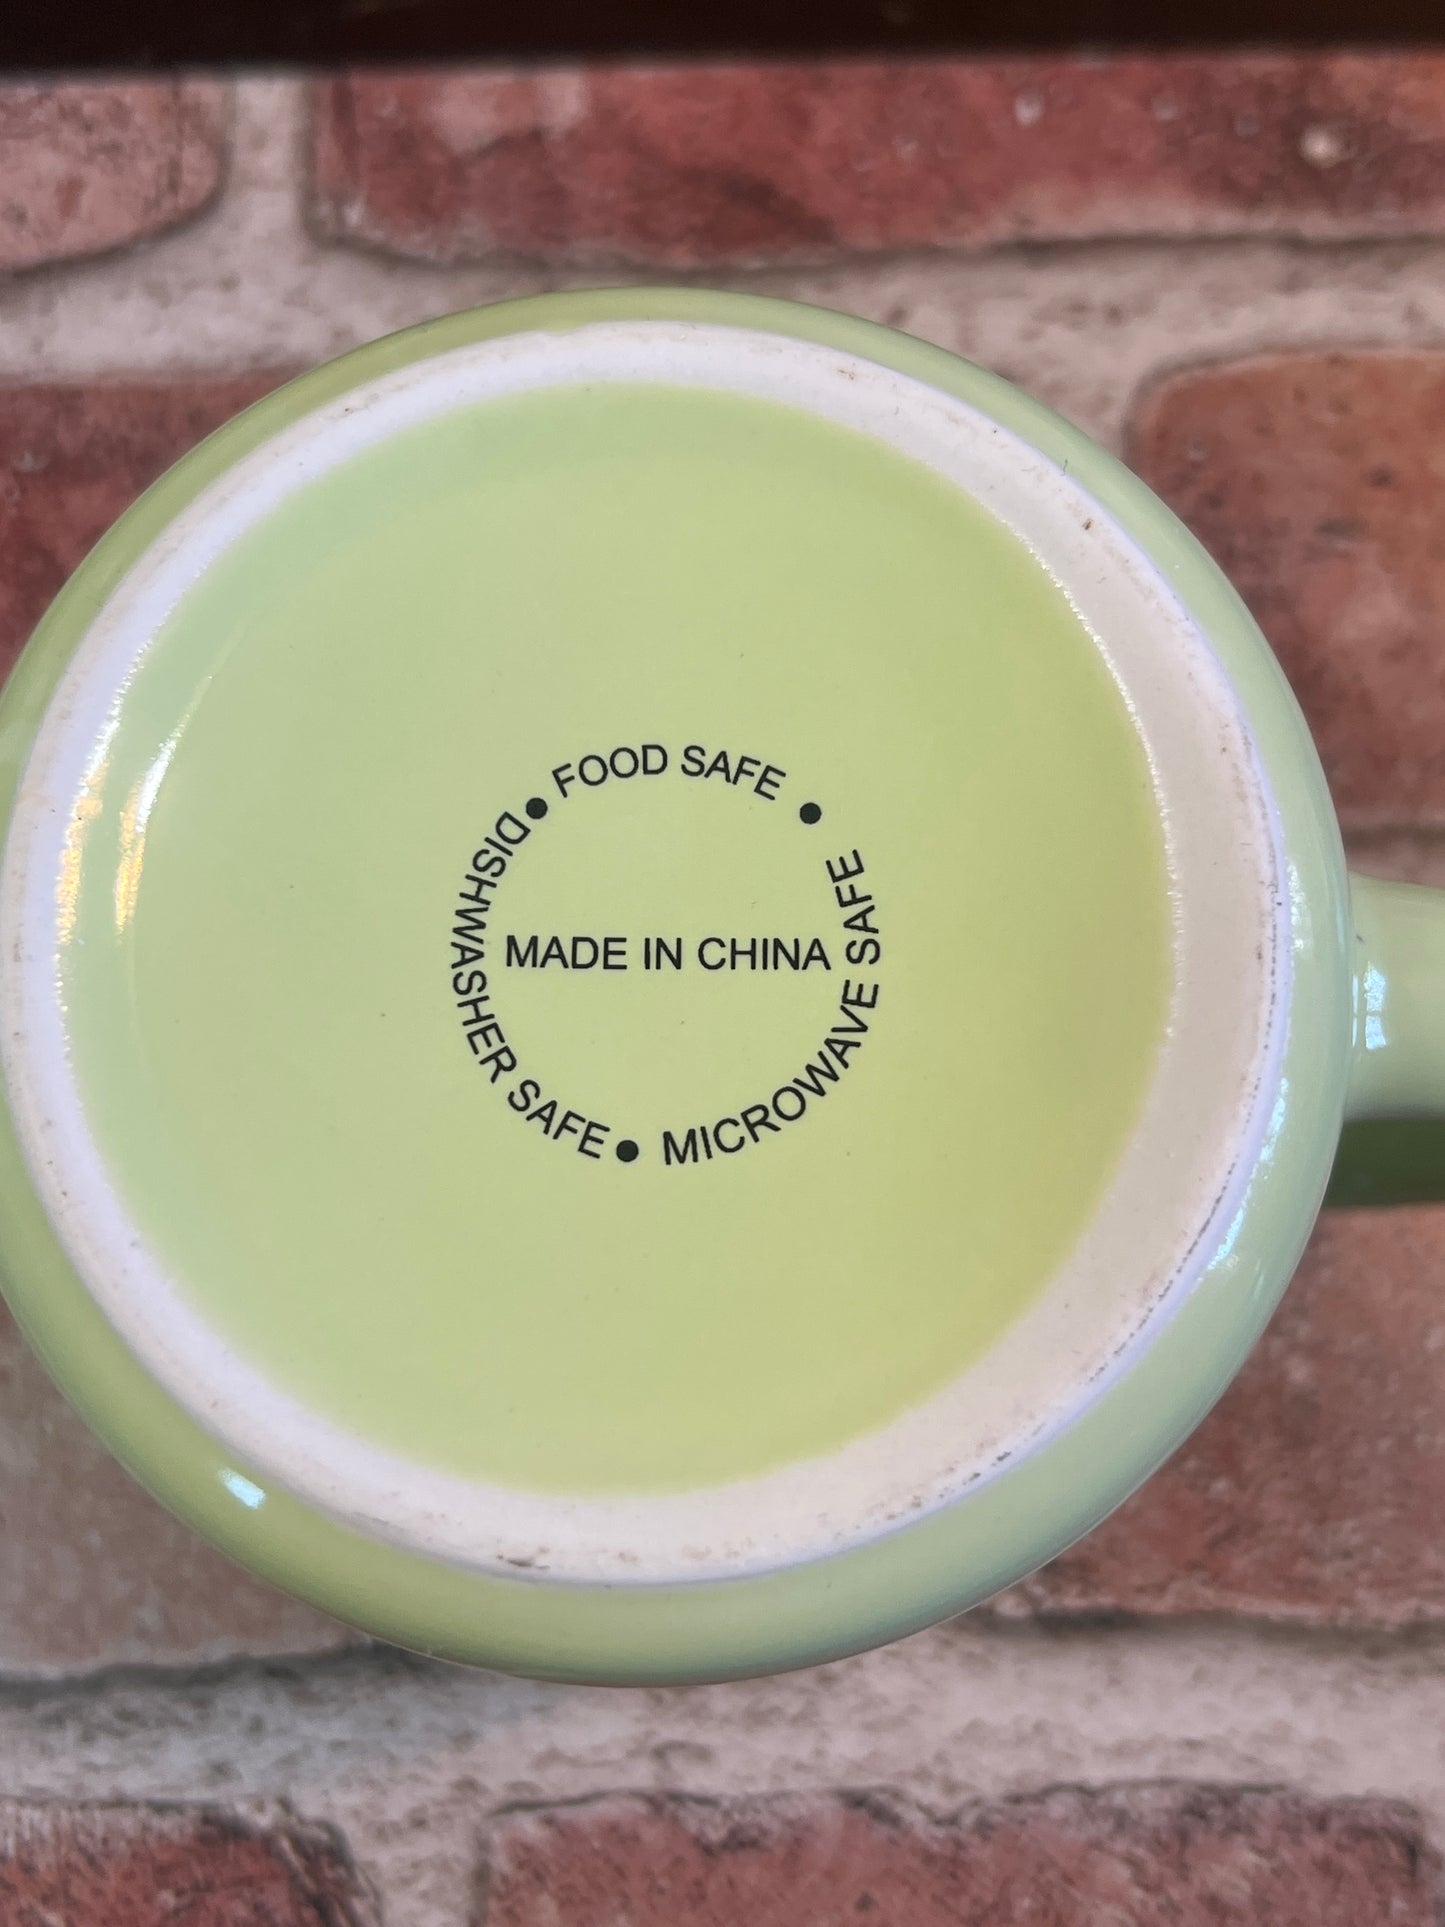 FOOD SAFE •
MICROWAVE SAFE
• DISHWASHER SAFE •
MADE IN CHINA